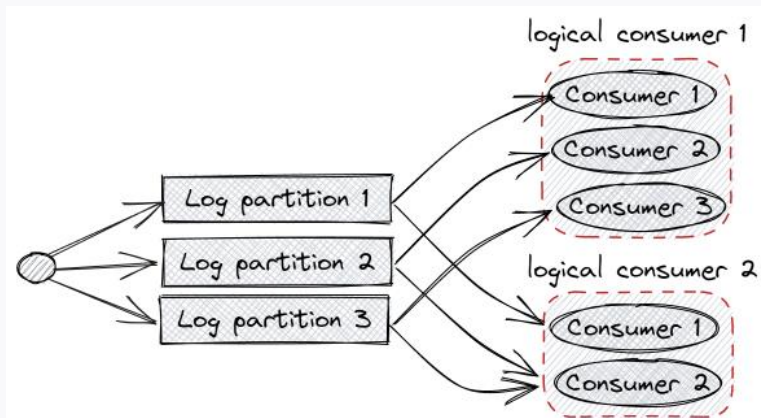 logical consumer 1
Consumer 1
Consumer 2
Consumer 3
Log partition 1
Log partition 2
Log partition 3
logical consumer 2
Consumer 1
Consumer 2